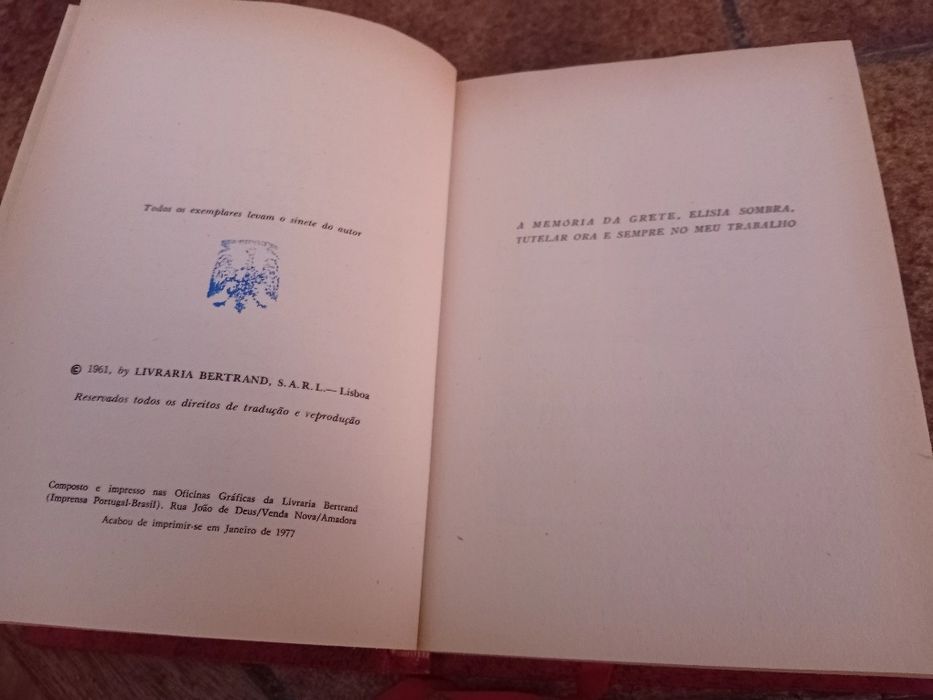 Todos os exemplares levam o sinete do autor
© 1961, by LIVRARIA BERTRAND, S. A. R. L.— Lisboa
Reservados todos os direitos de tradução e reprodução
Composto e impresso nas Oficinas Gráficas da Livraria Bertrand
(Imprensa Portugal-Brasil). Rua João de Deus/Venda Nova/Amadora
Acabou de imprimir-se em Janeiro de 1977
A MEMÓRIA DA GRETE, ELISIA SOMBRA,
TUTELAR ORA E SEMPRE NO MEU TRABALHO